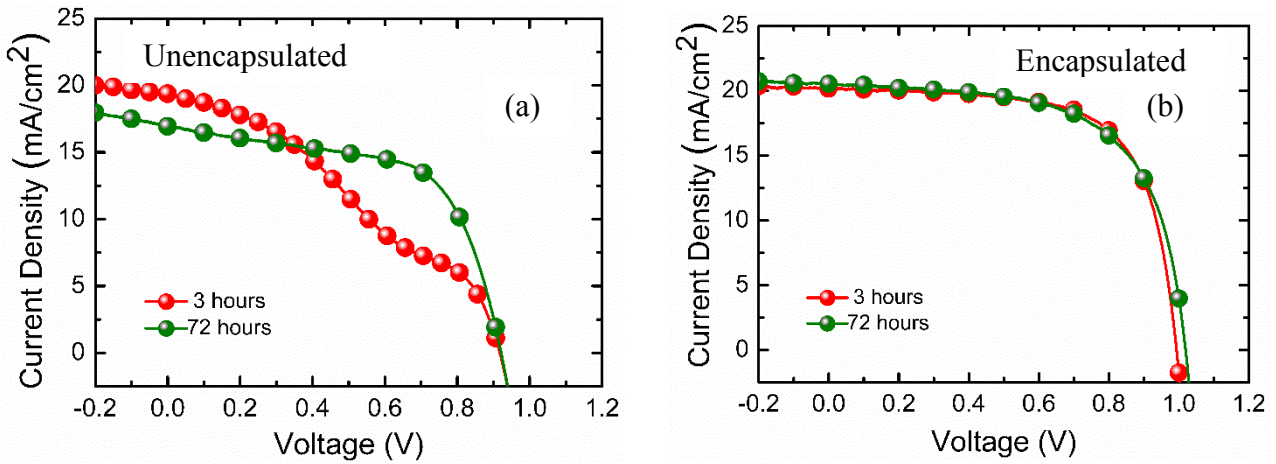 Unencapsulated
(a)
Current Density (mA/cm²)
25
20
15
10
5
0
3 hours
72 hours
-0.2 0.0 0.2 0.4 0.6 0.8 1.0 1.2
Voltage (V)
Encapsulated
(b)
Current Density (mA/cm²)
25
20
15
10
5
0
3 hours
72 hours
-0.2 0.0 0.2 0.4 0.6 0.8 1.0 1.2
Voltage (V)